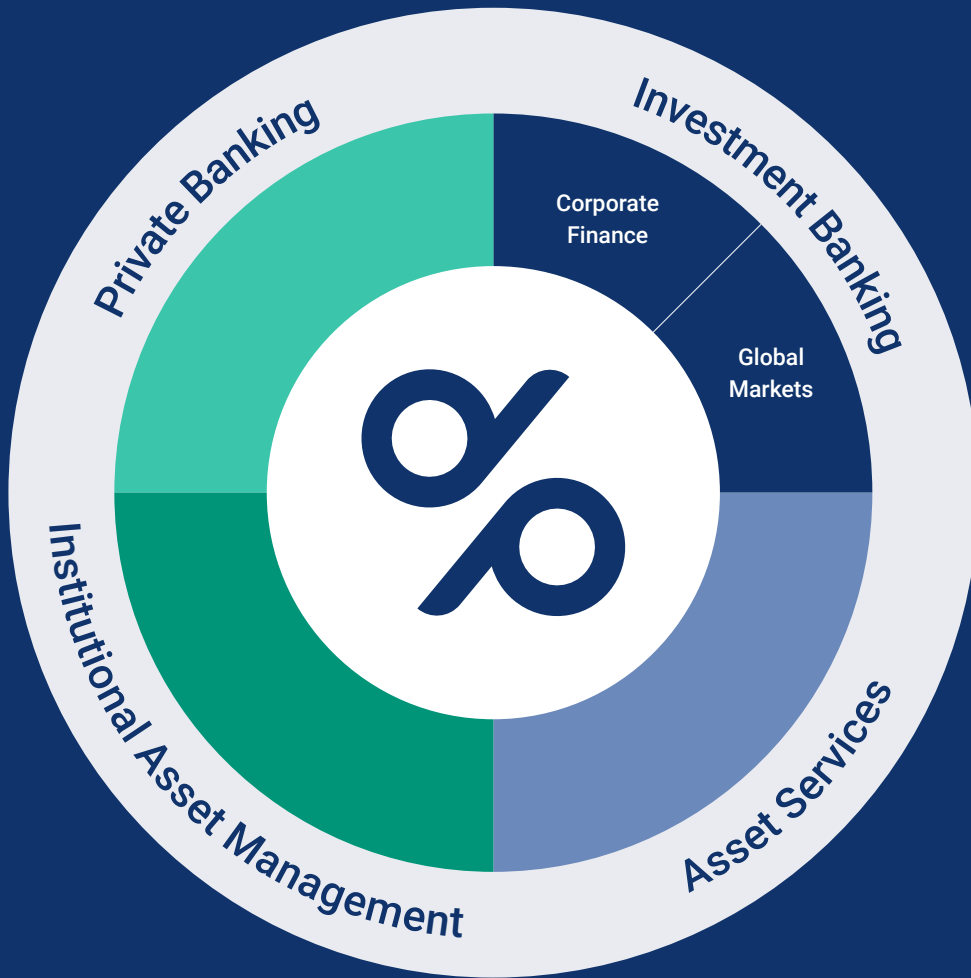 Private Banking
Investment Banking
Corporate
Finance
Global
Markets
Institutional Asset Management
Asset Services